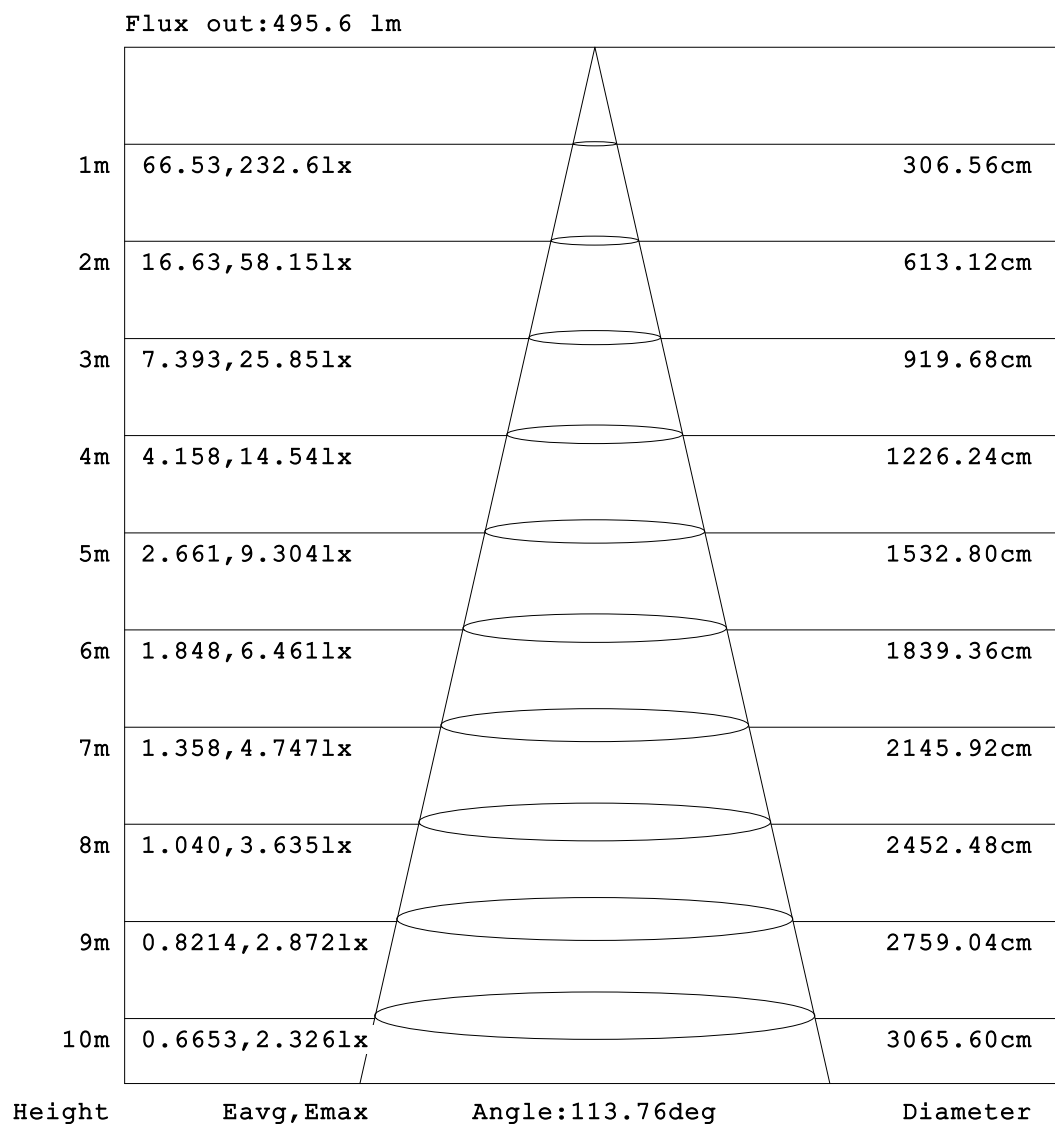 Flux out:495.6 lm
1m 66.53,232.6lx 306.56cm
2m 16.63,58.15lx 613.12cm
3m 7.393,25.85lx 919.68cm
4m 4.158,14.54lx 1226.24cm
5m 2.661,9.304lx 1532.80cm
6m 1.848,6.461lx 1839.36cm
7m 1.358,4.747lx 2145.92cm
8m 1.040,3.635lx 2452.48cm
9m 0.8214,2.872lx 2759.04cm
10m 0.6653,2.326lx 3065.60cm
Height Eavg,Emax Angle:113.76deg Diameter